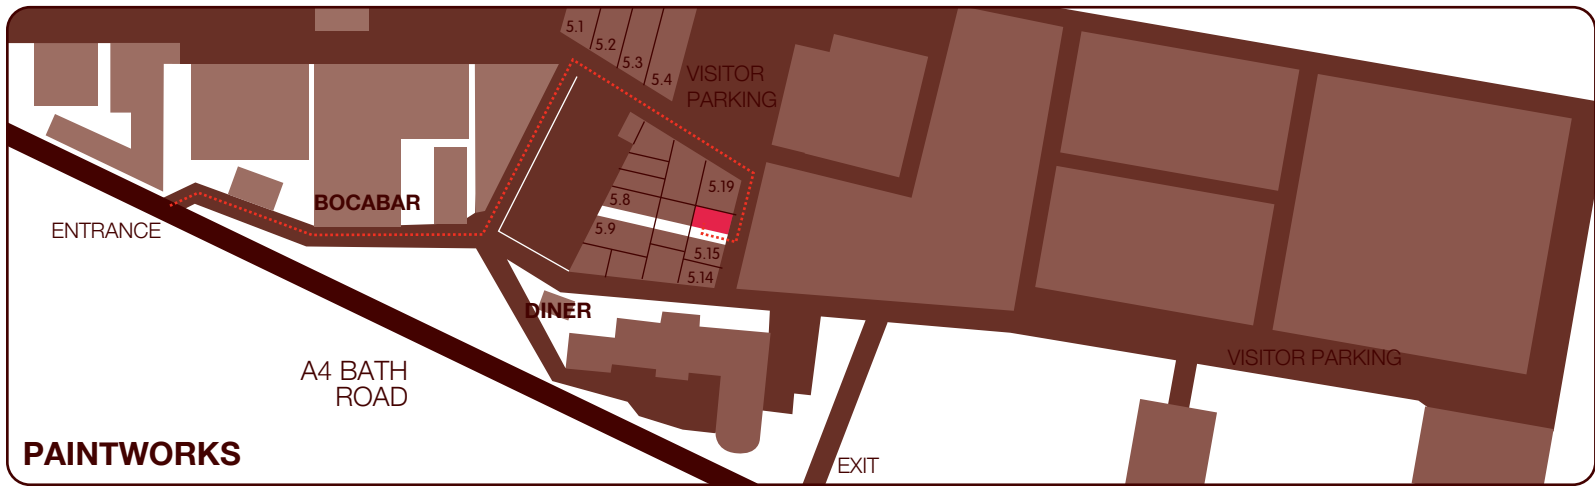 5.1
5.2
5.3
5.4
VISITOR
PARKING
5.19
5.8
BOCABAR
ENTRANCE
5.9
5.15
5.14
DINER
VISITOR PARKING
A4 BATH
ROAD
PAINTWORKS
EXIT